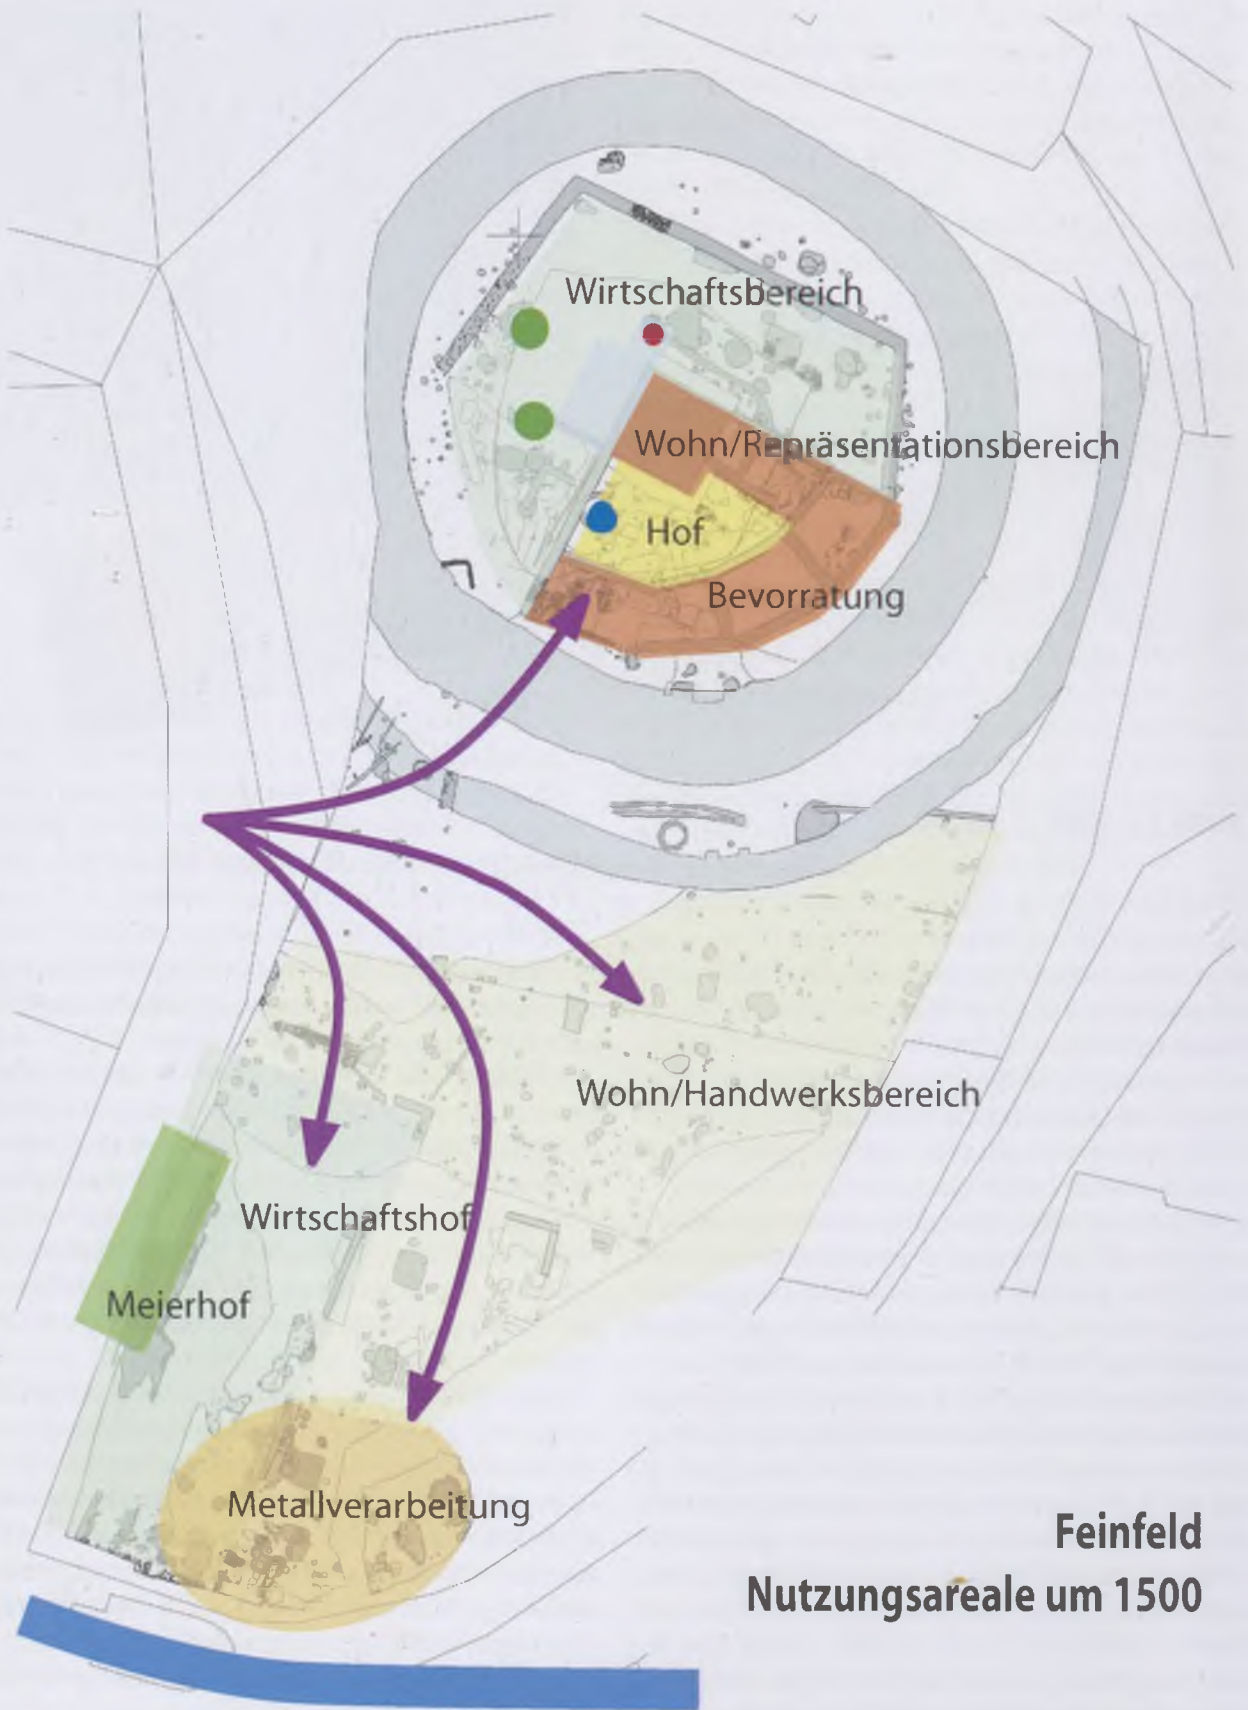 Wirtschaftsbereich
Wohn/Repräsentationsbereich
Hof
Bevorratung
Wohn/Handwerksbereich
Wirtschaftshof
Meierhof
Metallverarbeitung
Feinfeld
Nutzungsareale um 1500